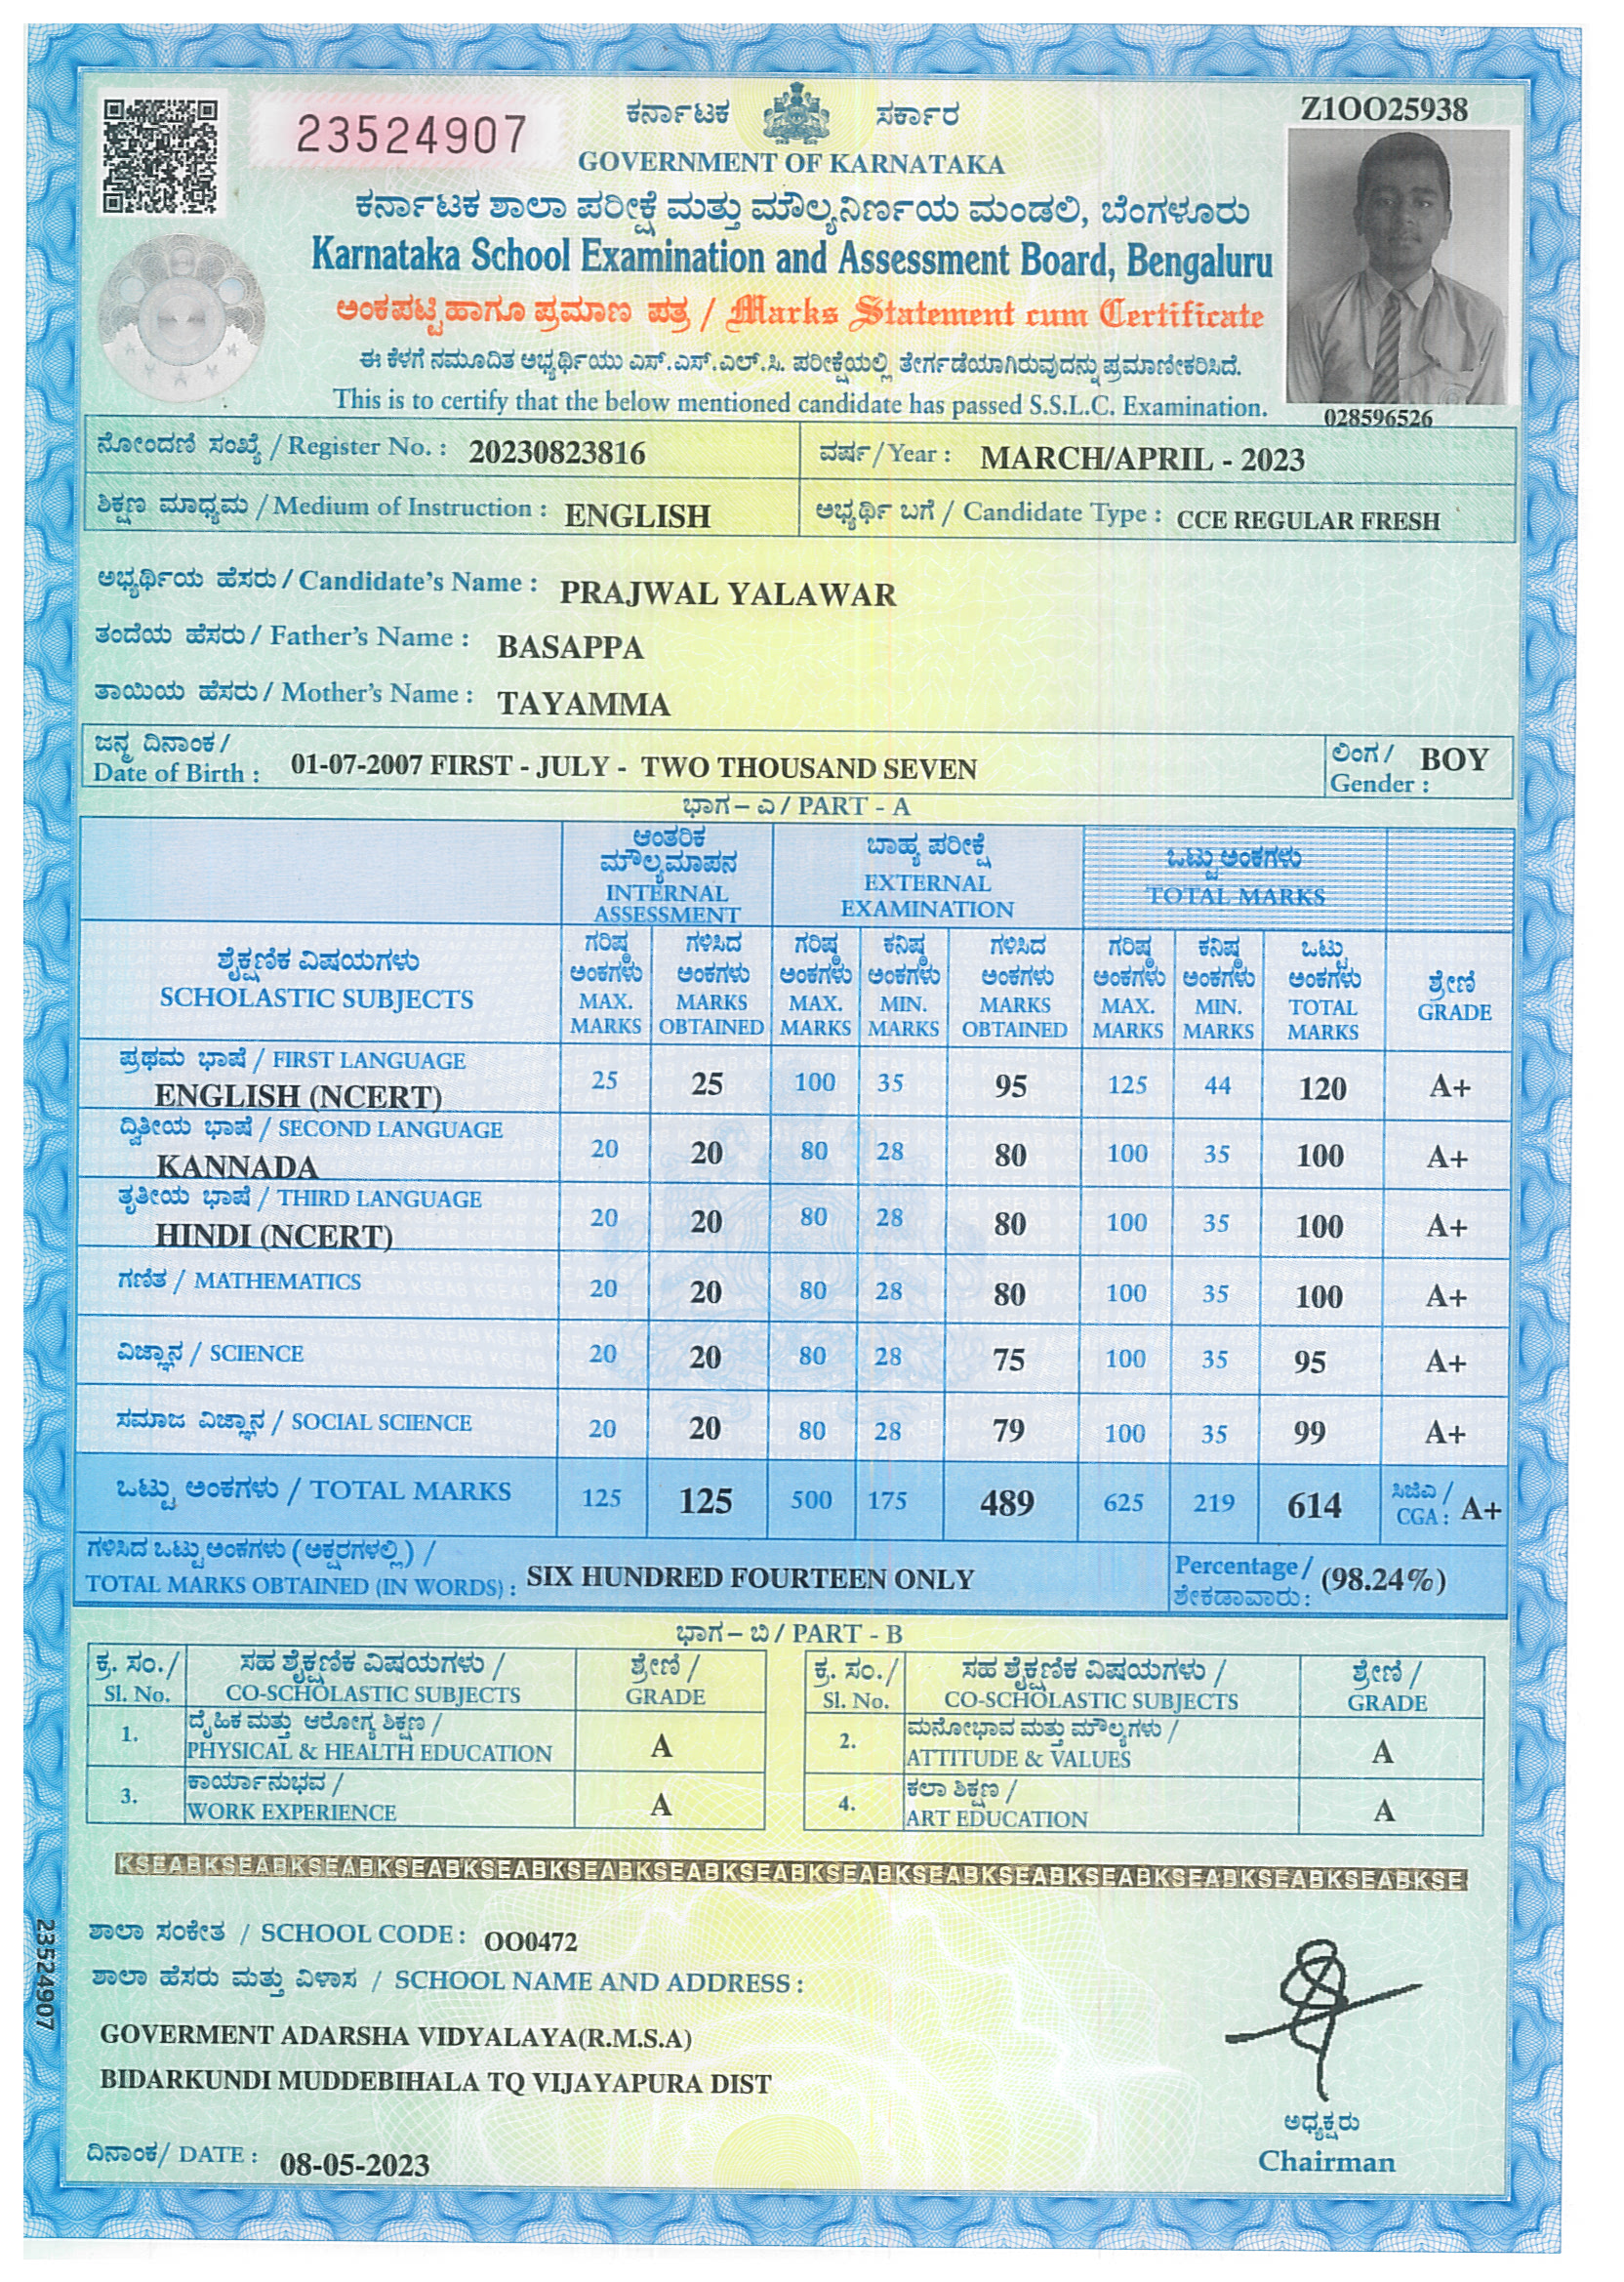 23524907
ಕರ್ನಾಟಕ ಸರ್ಕಾರ
Z1OO25938
GOVERNMENT OF KARNATAKA
ಕರ್ನಾಟಕ ಶಾಲಾ ಪರೀಕ್ಷೆ ಮತ್ತು ಮೌಲ್ಯನಿರ್ಣಯ ಮಂಡಲಿ, ಬೆಂಗಳೂರು
Karnataka School Examination and Assessment Board, Bengaluru
ಅಂಕಪಟ್ಟಿ ಹಾಗೂ ಪ್ರಮಾಣ ಪತ್ರ / Marks Statement cum Certificate
ಈ ಕೆಳಗೆ ನಮೂದಿತ ಅಭ್ಯರ್ಥಿಯು ಎಸ್.ಎಸ್.ಎಲ್.ಸಿ. ಪರೀಕ್ಷೆಯಲ್ಲಿ ತೇರ್ಗಡೆಯಾಗಿರುವುದನ್ನು ಪ್ರಮಾಣೀಕರಿಸಿದೆ.
This is to certify that the below mentioned candidate has passed S.S.L.C. Examination.
028596526
ನೋಂದಣಿ ಸಂಖ್ಯೆ / Register No. : 20230823816 ವರ್ಷ / Year : MARCH/APRIL - 2023
ಶಿಕ್ಷಣ ಮಾಧ್ಯಮ / Medium of Instruction : ENGLISH ಅಭ್ಯರ್ಥಿ ಬಗೆ / Candidate Type : CCE REGULAR FRESH
ಅಭ್ಯರ್ಥಿಯ ಹೆಸರು / Candidate's Name : PRAJWAL YALAWAR
ತಂದೆಯ ಹೆಸರು / Father's Name : BASAPPA
ತಾಯಿಯ ಹೆಸರು / Mother's Name : TAYAMMA
ಜನ್ಮ ದಿನಾಂಕ /
Date of Birth : 01-07-2007 FIRST - JULY - TWO THOUSAND SEVEN
ಲಿಂಗ / BOY
Gender :
ಭಾಗ – ಎ / PART - A
ಆಂತರಿಕ ಮೌಲ್ಯಮಾಪನ INTERNAL ASSESSMENT
ಬಾಹ್ಯ ಪರೀಕ್ಷೆ EXTERNAL EXAMINATION
ಒಟ್ಟು ಅಂಕಗಳು TOTAL MARKS
ಶೈಕ್ಷಣಿಕ ವಿಷಯಗಳು
SCHOLASTIC SUBJECTS
ಗರಿಷ್ಠ ಅಂಕಗಳು MAX. MARKS
ಗಳಿಸಿದ ಅಂಕಗಳು MARKS OBTAINED
ಗರಿಷ್ಠ ಅಂಕಗಳು MAX. MARKS
ಕನಿಷ್ಠ ಅಂಕಗಳು MIN. MARKS
ಗಳಿಸಿದ ಅಂಕಗಳು MARKS OBTAINED
ಗರಿಷ್ಠ ಅಂಕಗಳು MAX. MARKS
ಕನಿಷ್ಠ ಅಂಕಗಳು MIN. MARKS
ಒಟ್ಟು ಅಂಕಗಳು TOTAL MARKS
ಶ್ರೇಣಿ GRADE
ಪ್ರಥಮ ಭಾಷೆ / FIRST LANGUAGE
ENGLISH (NCERT) 25 25 100 35 95 125 44 120 A+
ದ್ವಿತೀಯ ಭಾಷೆ / SECOND LANGUAGE
KANNADA 20 20 80 28 80 100 35 100 A+
ತೃತೀಯ ಭಾಷೆ / THIRD LANGUAGE
HINDI (NCERT) 20 20 80 28 80 100 35 100 A+
ಗಣಿತ / MATHEMATICS 20 20 80 28 80 100 35 100 A+
ವಿಜ್ಞಾನ / SCIENCE 20 20 80 28 75 100 35 95 A+
ಸಮಾಜ ವಿಜ್ಞಾನ / SOCIAL SCIENCE 20 20 80 28 79 100 35 99 A+
ಒಟ್ಟು ಅಂಕಗಳು / TOTAL MARKS 125 125 500 175 489 625 219 614 ಸಿಜಿಎ / CGA : A+
ಗಳಿಸಿದ ಒಟ್ಟು ಅಂಕಗಳು (ಅಕ್ಷರಗಳಲ್ಲಿ) /
TOTAL MARKS OBTAINED (IN WORDS) : SIX HUNDRED FOURTEEN ONLY
Percentage / (98.24%)
ಶೇಕಡಾವಾರು :
ಭಾಗ – ಬಿ / PART - B
ಕ್ರ. ಸಂ./ ಸಹ ಶೈಕ್ಷಣಿಕ ವಿಷಯಗಳು / ಶ್ರೇಣಿ / ಕ್ರ. ಸಂ./ ಸಹ ಶೈಕ್ಷಣಿಕ ವಿಷಯಗಳು / ಶ್ರೇಣಿ /
Sl. No. CO-SCHOLASTIC SUBJECTS GRADE Sl. No. CO-SCHOLASTIC SUBJECTS GRADE
1. ದೈಹಿಕ ಮತ್ತು ಆರೋಗ್ಯ ಶಿಕ್ಷಣ /
PHYSICAL & HEALTH EDUCATION A
2. ಮನೋಭಾವ ಮತ್ತು ಮೌಲ್ಯಗಳು /
ATTITUDE & VALUES A
3. ಕಾರ್ಯಾನುಭವ /
WORK EXPERIENCE A
4. ಕಲಾ ಶಿಕ್ಷಣ /
ART EDUCATION A
KSEABKSEABKSEABKSEABKSEABKSEABKSEABKSEABKSEABKSEABKSEABKSEABKSEABKSEABKSE
ಶಾಲಾ ಸಂಕೇತ / SCHOOL CODE : OO0472
ಶಾಲಾ ಹೆಸರು ಮತ್ತು ವಿಳಾಸ / SCHOOL NAME AND ADDRESS :
23524907
GOVERMENT ADARSHA VIDYALAYA(R.M.S.A)
BIDARKUNDI MUDDEBIHALA TQ VIJAYAPURA DIST
ಅಧ್ಯಕ್ಷರು
Chairman
ದಿನಾಂಕ/ DATE : 08-05-2023